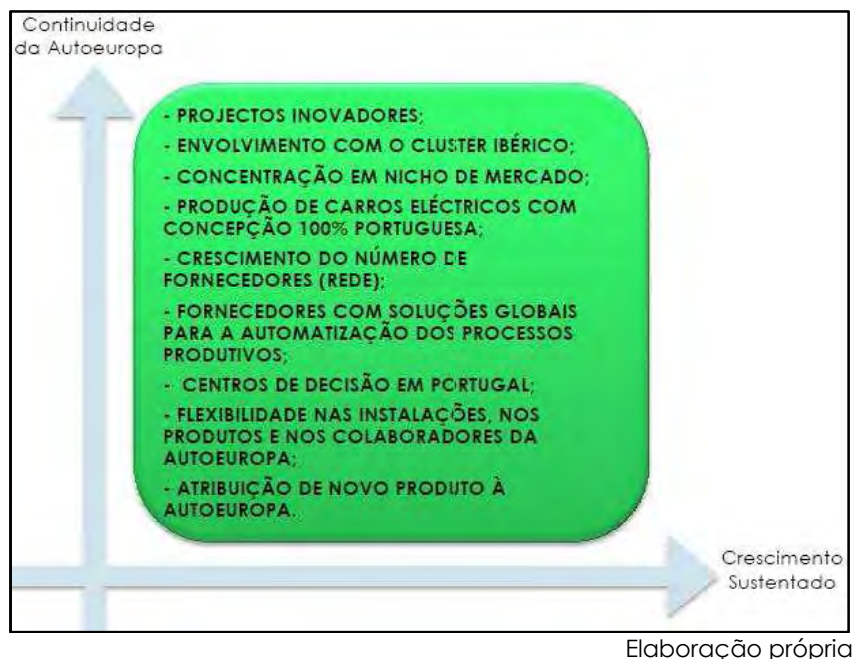 Continuidade
da Autoeuropa
- PROJECTOS INOVADORES;
- ENVOLVIMENTO COM O CLUSTER IBÉRICO;
- CONCENTRAÇÃO EM NICHO DE MERCADO;
- PRODUÇÃO DE CARROS ELÉCTRICOS COM
CONCEPÇÃO 100% PORTUGUESA;
- CRESCIMENTO DO NÚMERO DE
FORNECEDORES (REDE);
- FORNECEDORES COM SOLUÇÕES GLOBAIS
PARA A AUTOMATIZAÇÃO DOS PROCESSOS
PRODUTIVOS;
- CENTROS DE DECISÃO EM PORTUGAL;
- FLEXIBILIDADE NAS INSTALAÇÕES, NOS
PRODUTOS E NOS COLABORADORES DA
AUTOEUROPA;
- ATRIBUIÇÃO DE NOVO PRODUTO À
AUTOEUROPA.
Crescimento
Sustentado
Elaboração própria